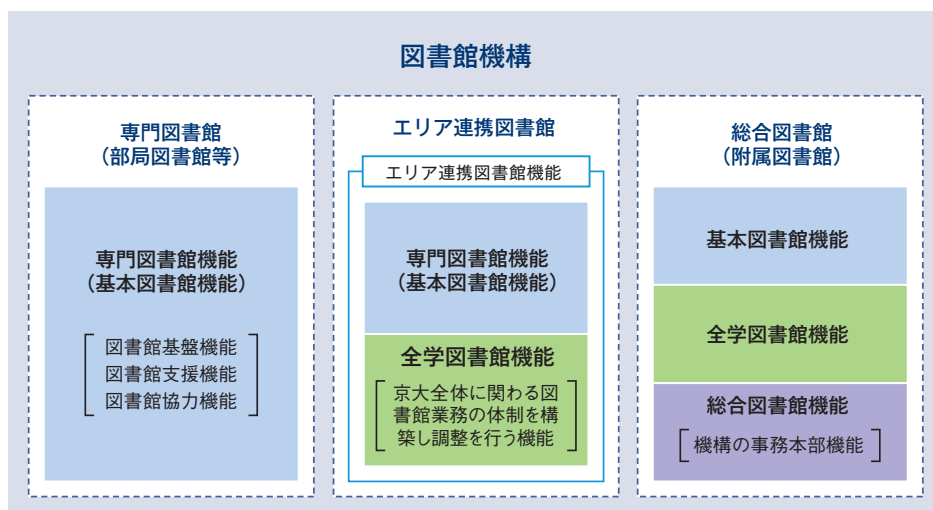 図書館機構
専門図書館
（部局図書館等）
専門図書館機能
（基本図書館機能）
図書館基盤機能
図書館支援機能
図書館協力機能
エリア連携図書館
エリア連携図書館機能
専門図書館機能
（基本図書館機能）
全学図書館機能
京大全体に関わる図
書館業務の体制を構
築し調整を行う機能
総合図書館
（附属図書館）
基本図書館機能
全学図書館機能
総合図書館機能
機構の事務本部機能